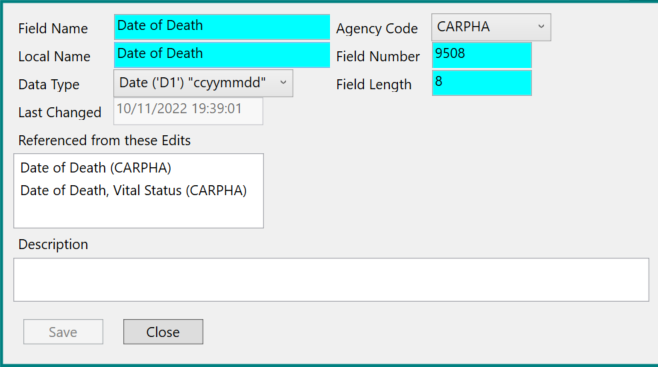 Field Name Date of Death Agency Code CARPHA
Local Name Date of Death Field Number 9508
Data Type Date ('D1') "ccyymmdd" Field Length 8
Last Changed 10/11/2022 19:39:01
Referenced from these Edits
Date of Death (CARPHA)
Date of Death, Vital Status (CARPHA)
Description
Save Close